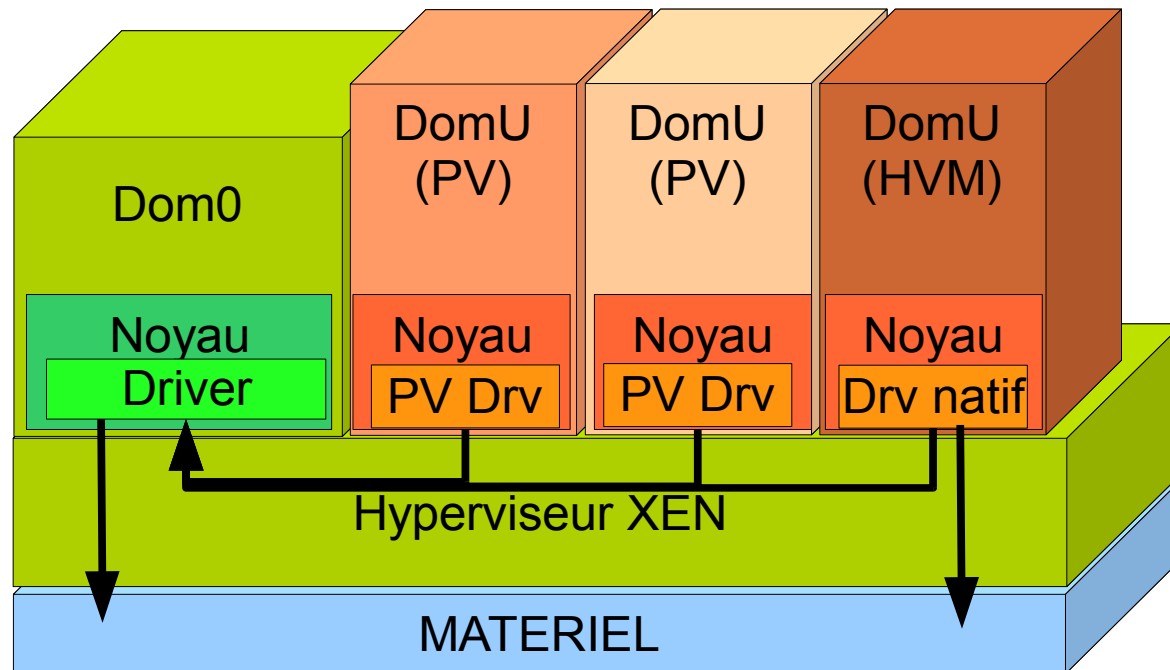 Dom0
Noyau
Driver
DomU
(PV)
Noyau
PV Drv
DomU
(PV)
Noyau
PV Drv
DomU
(HVM)
Noyau
Drv natif
Hyperviseur XEN
MATERIEL